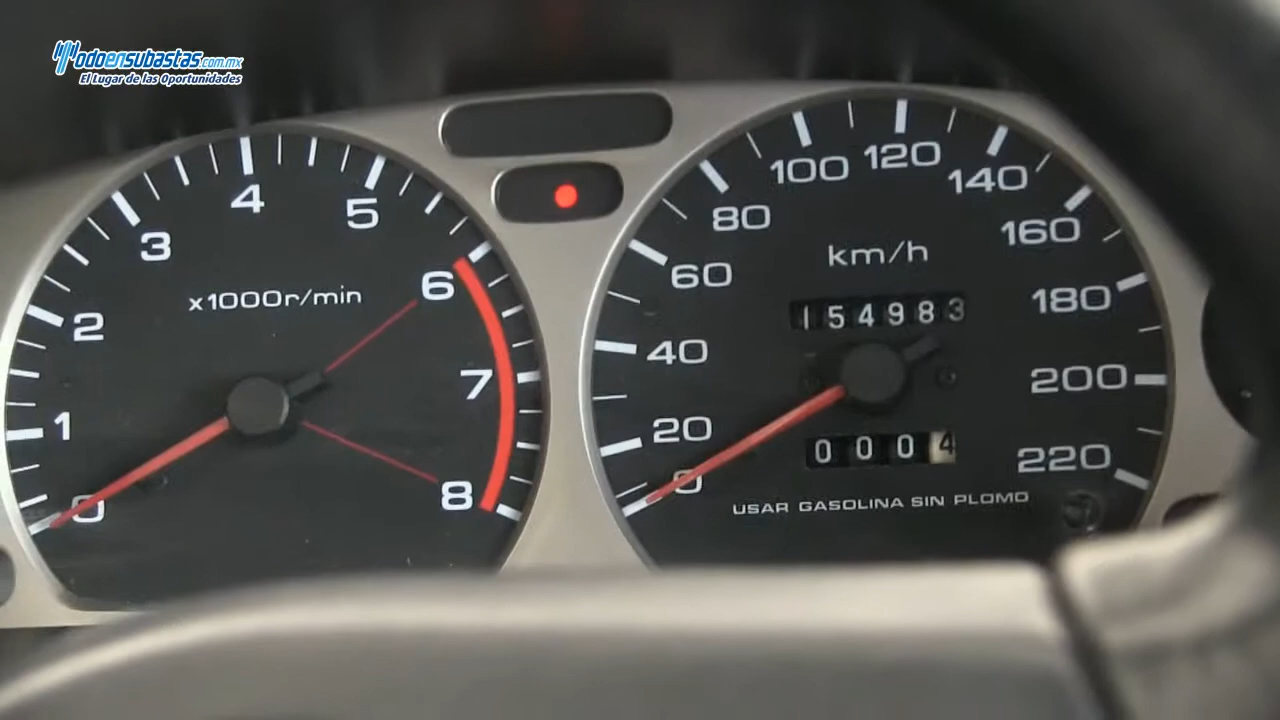 Todoensubastas.com.mx
El Lugar de las Oportunidades
0 1 2 3 4 5 6 7 8
x1000r/min
0 20 40 60 80 100 120 140 160 180 200 220
km/h
154983
0004
USAR GASOLINA SIN PLOMO